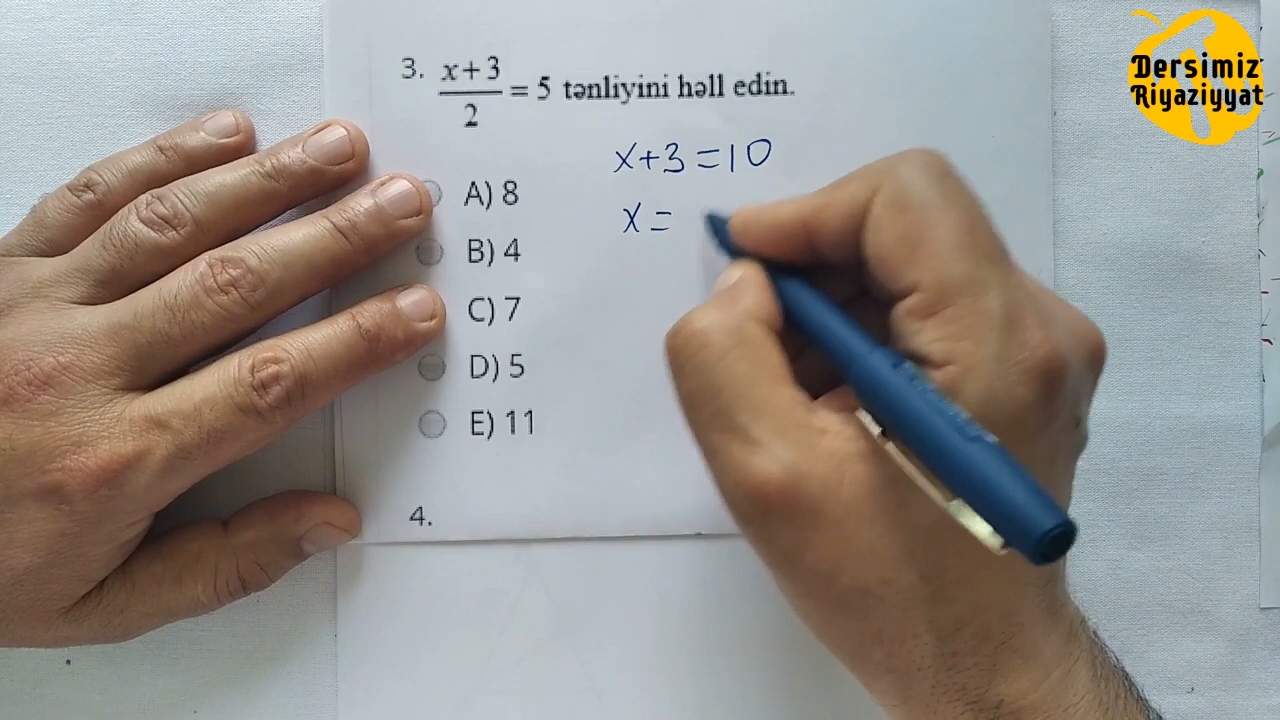 Dersimiz
Riyaziyyat
3. x+3/2 = 5 tənliyini həll edin.
x+3=10
x=
A) 8
B) 4
C) 7
D) 5
E) 11
4.